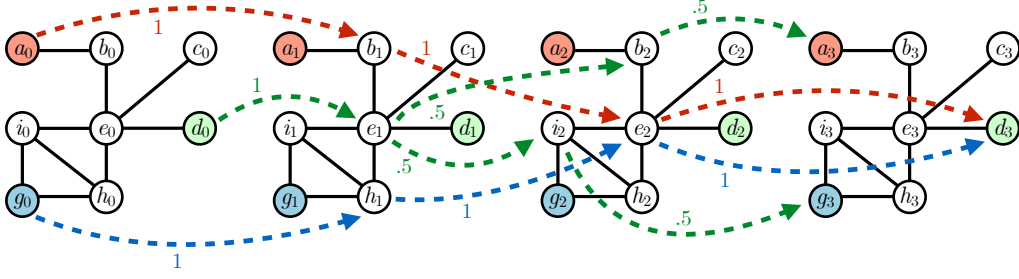 .5
1
a₀ b₀ c₀ a₁ b₁ 1 c₁ a₂ b₂ c₂ a₃ b₃ c₃
1 1
i₀ e₀ d₀ i₁ e₁ .5 d₁ i₂ e₂ d₂ i₃ e₃ d₃
.5
1
g₀ h₀ g₁ h₁ 1 g₂ h₂ .5 g₃ h₃
1